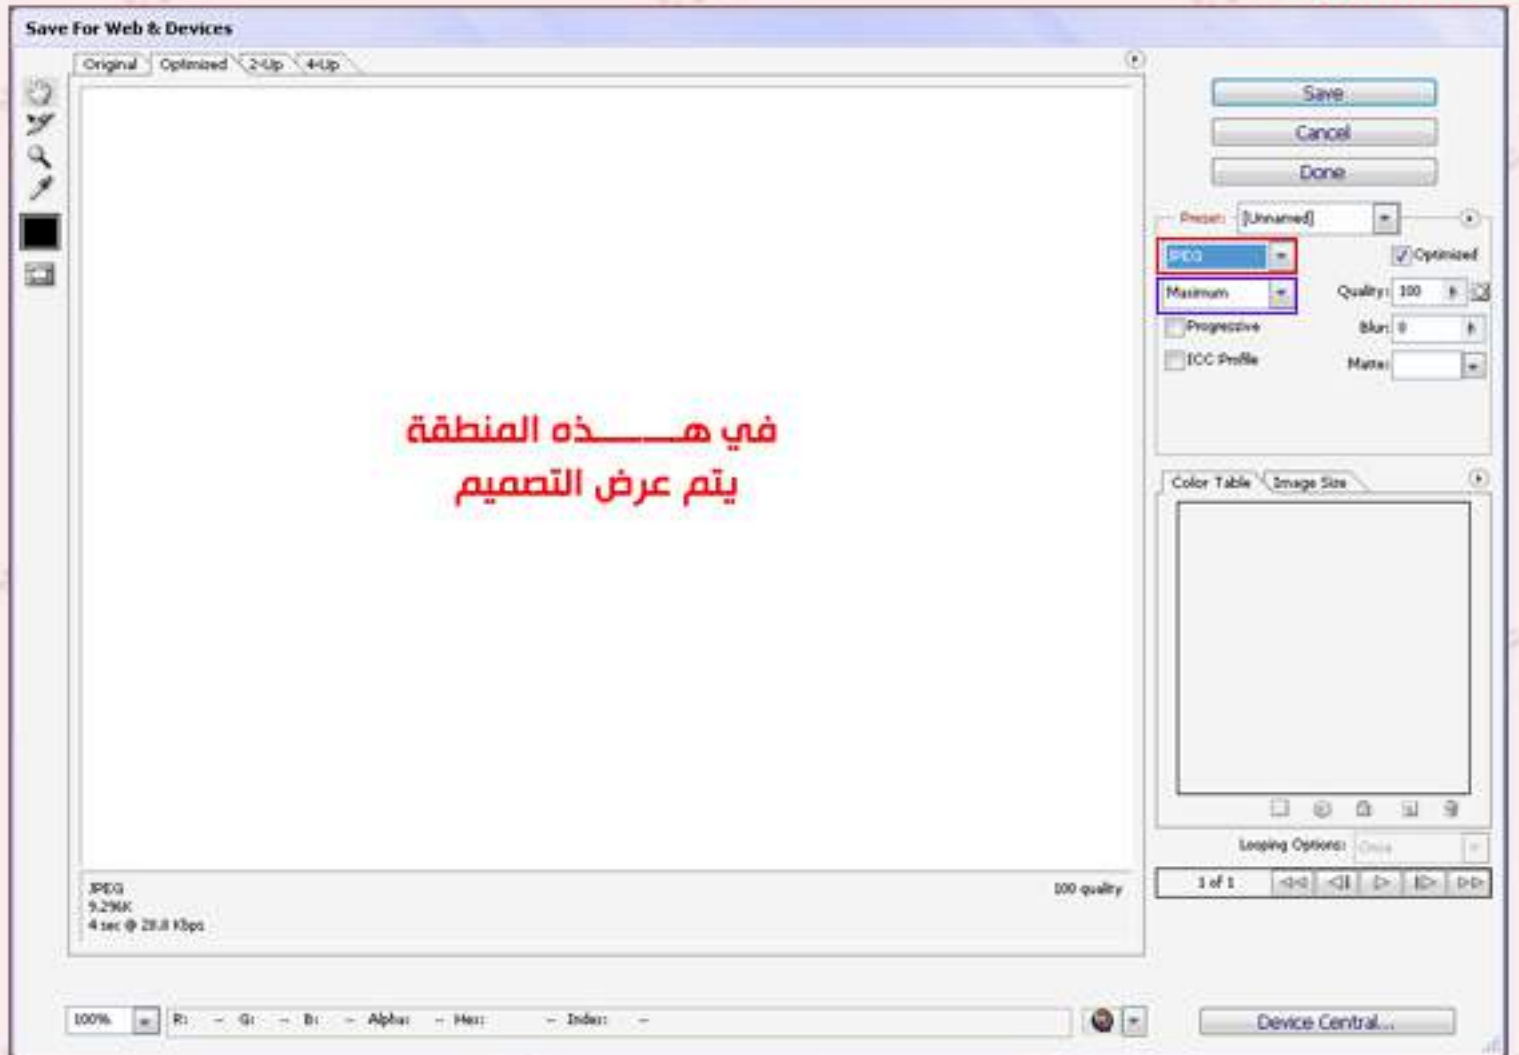 Save For Web & Devices
Original Optimized 2-Up 4-Up
Save
Cancel
Done
Preset: [Unnamed]
JPEG Optimized
Maximum Quality: 100
Progressive Blur: 0
ICC Profile Matte:
في هـــــــذه المنطقة
يتم عرض التصميم
Color Table Image Size
Looping Options: Once
1 of 1
JPEG 100 quality
9.296K
4 sec @ 28.8 Kbps
100% R: -- G: -- B: -- Alpha: -- Hex: -- Index: --
Device Central...